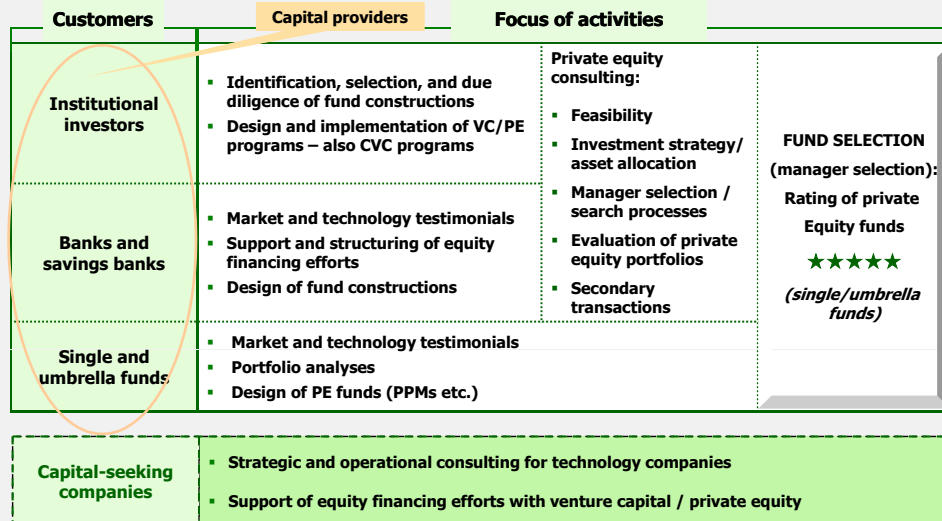 Customers
Capital providers
Focus of activities
Institutional
investors
▪ Identification, selection, and due
diligence of fund constructions
▪ Design and implementation of VC/PE
programs – also CVC programs
Private equity
consulting:
▪ Feasibility
▪ Investment strategy/
asset allocation
▪ Manager selection /
search processes
▪ Evaluation of private
equity portfolios
▪ Secondary
transactions
FUND SELECTION
(manager selection):
Rating of private
Equity funds
★★★★★
(single/umbrella
funds)
Banks and
savings banks
▪ Market and technology testimonials
▪ Support and structuring of equity
financing efforts
▪ Design of fund constructions
Single and
umbrella funds
▪ Market and technology testimonials
▪ Portfolio analyses
▪ Design of PE funds (PPMs etc.)
Capital-seeking
companies
▪ Strategic and operational consulting for technology companies
▪ Support of equity financing efforts with venture capital / private equity